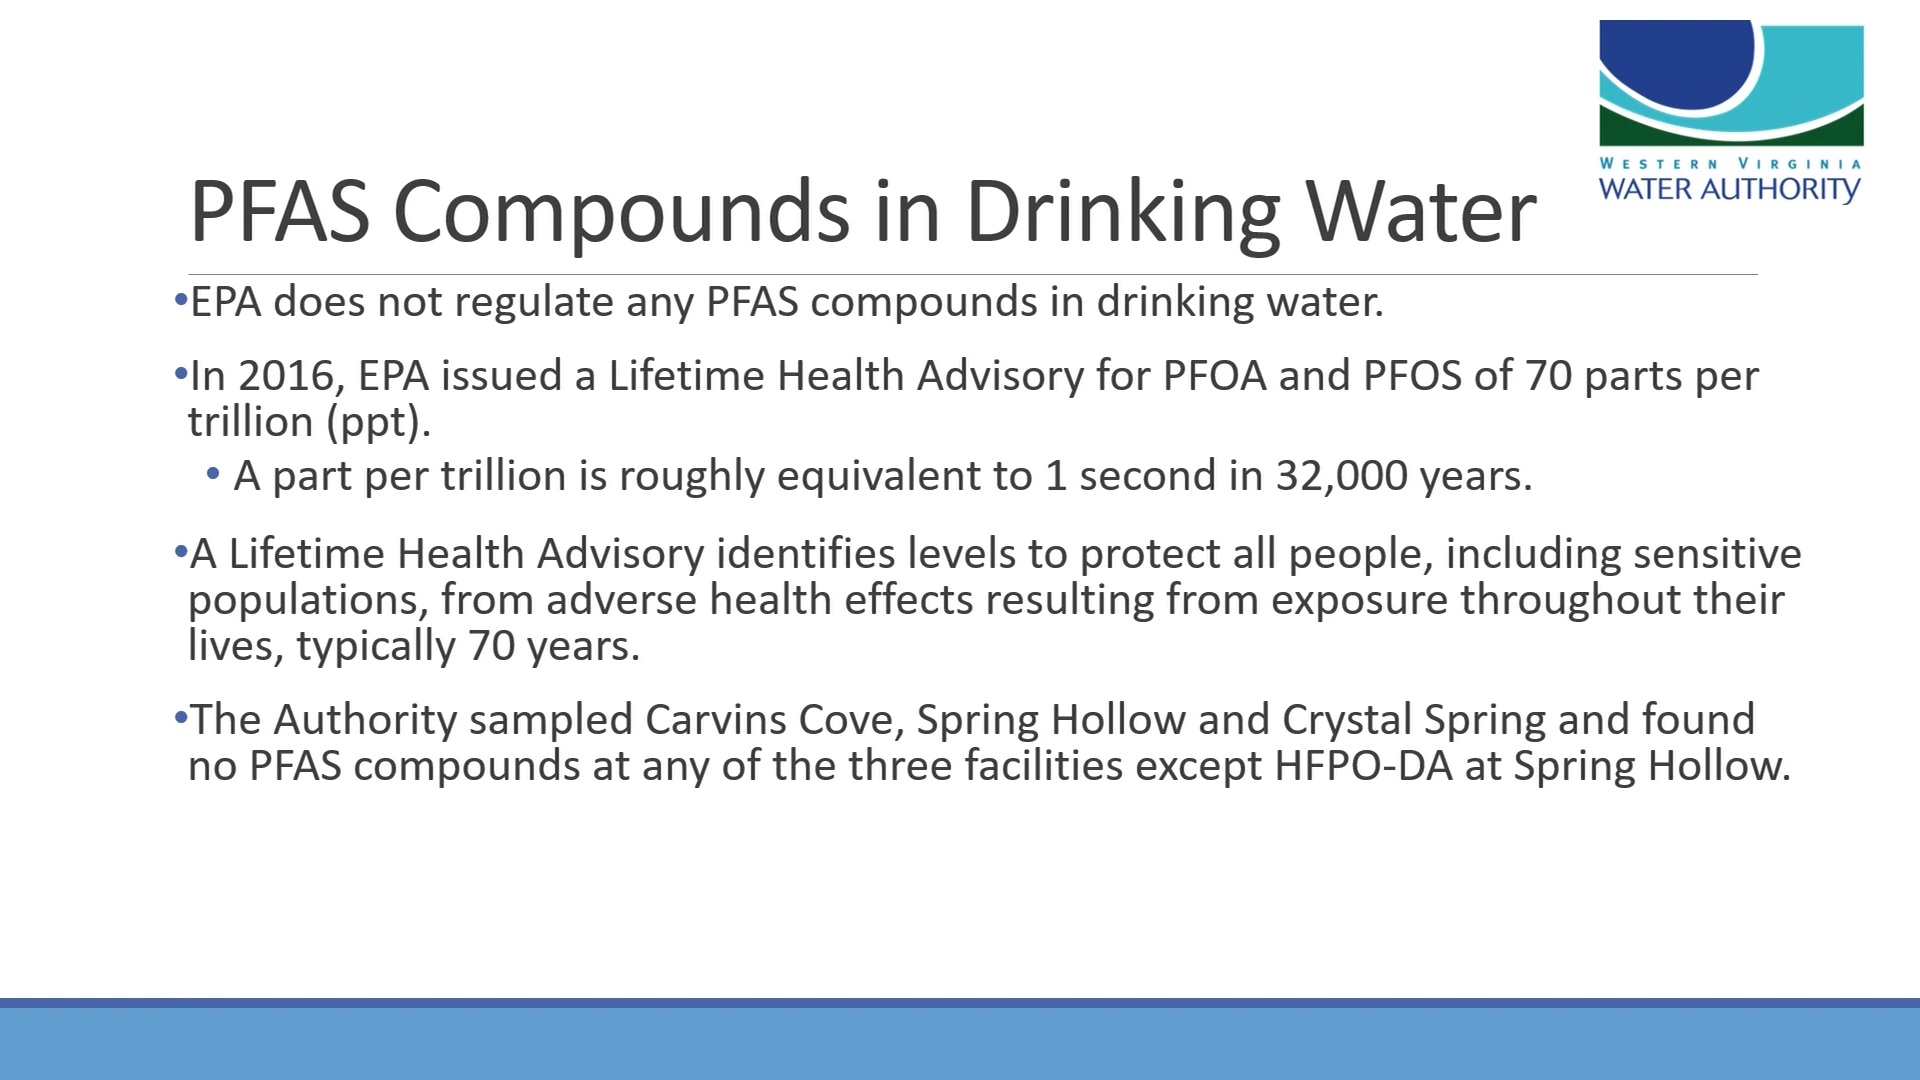 WESTERN VIRGINIA
WATER AUTHORITY
PFAS Compounds in Drinking Water
•EPA does not regulate any PFAS compounds in drinking water.
•In 2016, EPA issued a Lifetime Health Advisory for PFOA and PFOS of 70 parts per
trillion (ppt).
• A part per trillion is roughly equivalent to 1 second in 32,000 years.
•A Lifetime Health Advisory identifies levels to protect all people, including sensitive
populations, from adverse health effects resulting from exposure throughout their
lives, typically 70 years.
•The Authority sampled Carvins Cove, Spring Hollow and Crystal Spring and found
no PFAS compounds at any of the three facilities except HFPO-DA at Spring Hollow.